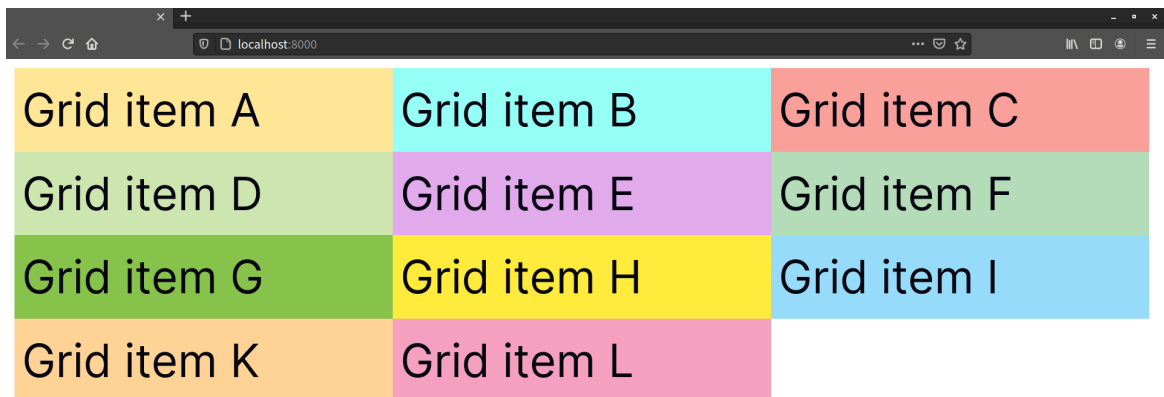 localhost:8000
Grid item A Grid item B Grid item C
Grid item D Grid item E Grid item F
Grid item G Grid item H Grid item I
Grid item K Grid item L